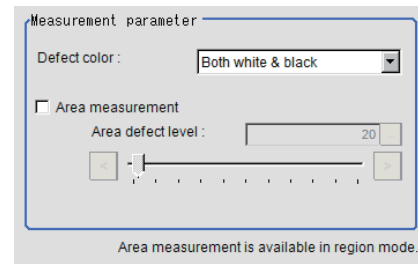 Measurement parameter
Defect color :
Both white & black
Area measurement
Area defect level :
20
<
>
Area measurement is available in region mode.